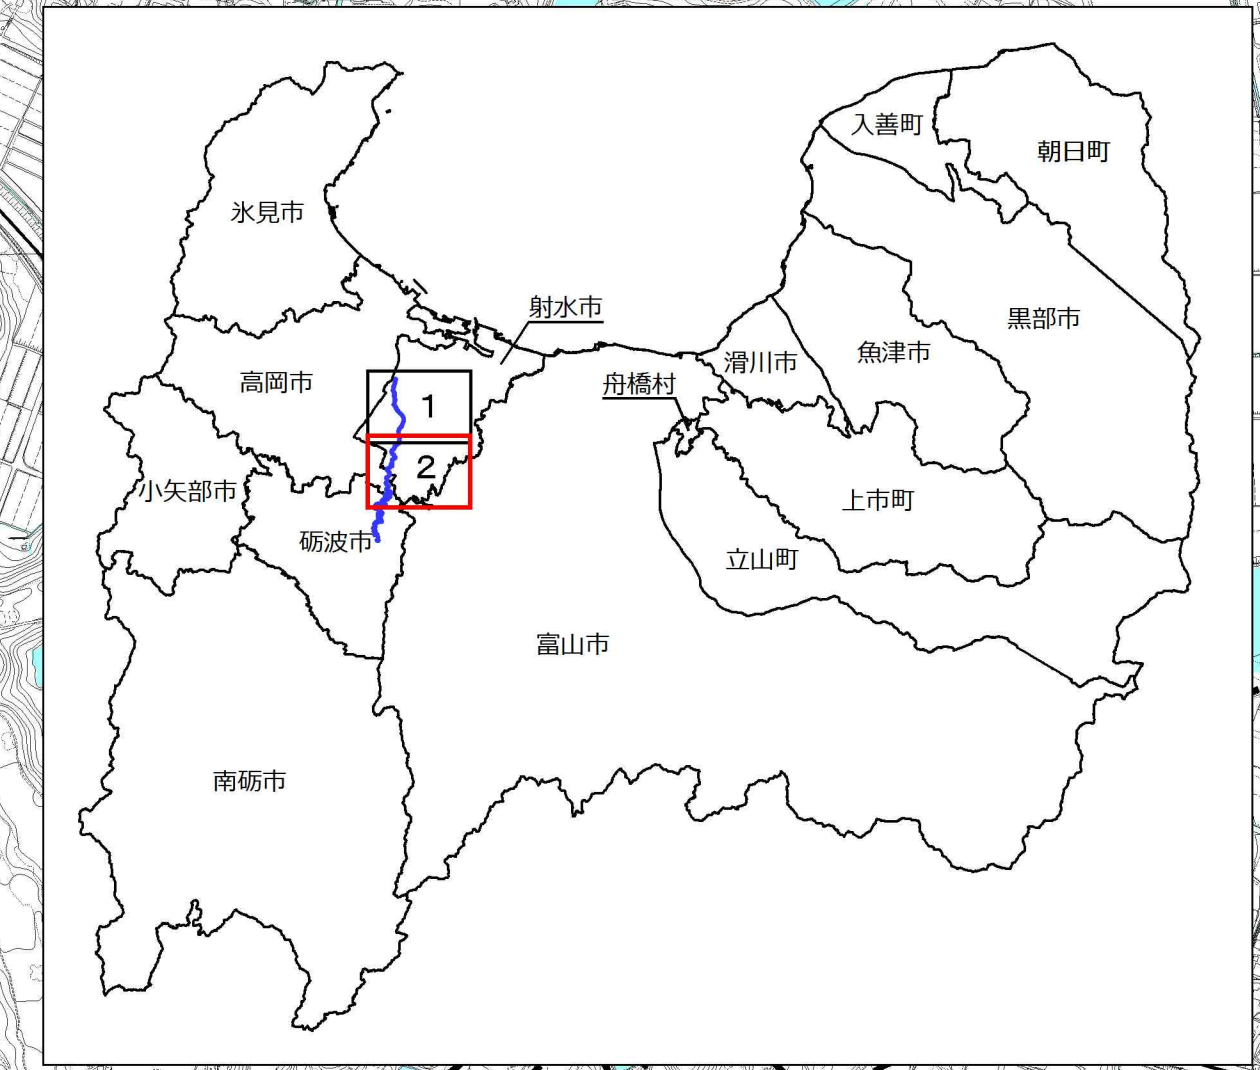 入善町
朝日町
氷見市
射水市
黒部市
魚津市
滑川市
高岡市
舟橋村
1
2
小矢部市
上市町
砺波市
立山町
富山市
南砺市